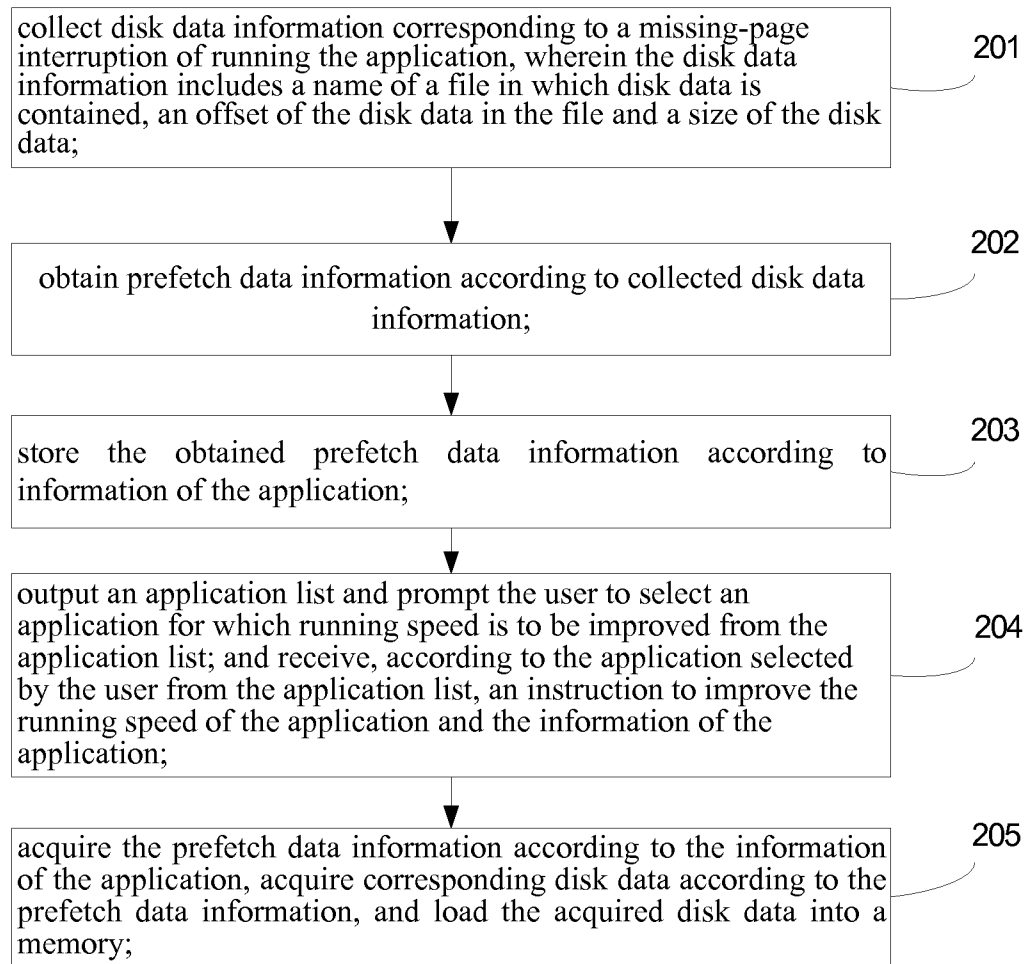 collect disk data information corresponding to a missing-page
interruption of running the application, wherein the disk data
information includes a name of a file in which disk data is
contained, an offset of the disk data in the file and a size of the disk
data;
201
obtain prefetch data information according to collected disk data
information;
202
store the obtained prefetch data information according to
information of the application;
203
output an application list and prompt the user to select an
application for which running speed is to be improved from the
application list; and receive, according to the application selected
by the user from the application list, an instruction to improve the
running speed of the application and the information of the
application;
204
acquire the prefetch data information according to the information
of the application, acquire corresponding disk data according to the
prefetch data information, and load the acquired disk data into a
memory;
205